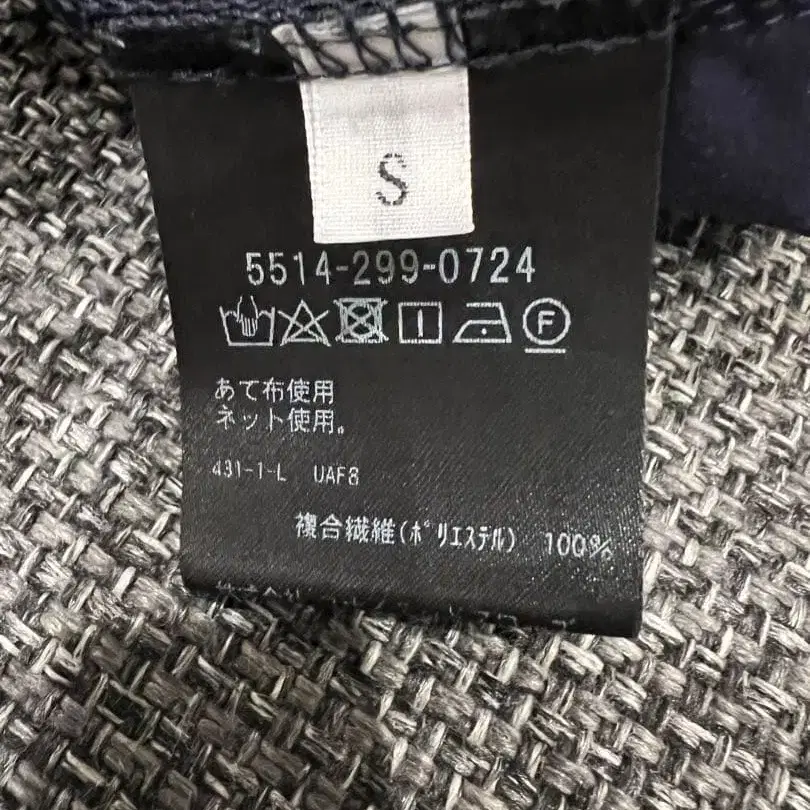 S
5514-299-0724
F
あて布使用
ネット使用。
431-1-L UAF8
複合繊維(ポリエステル) 100%